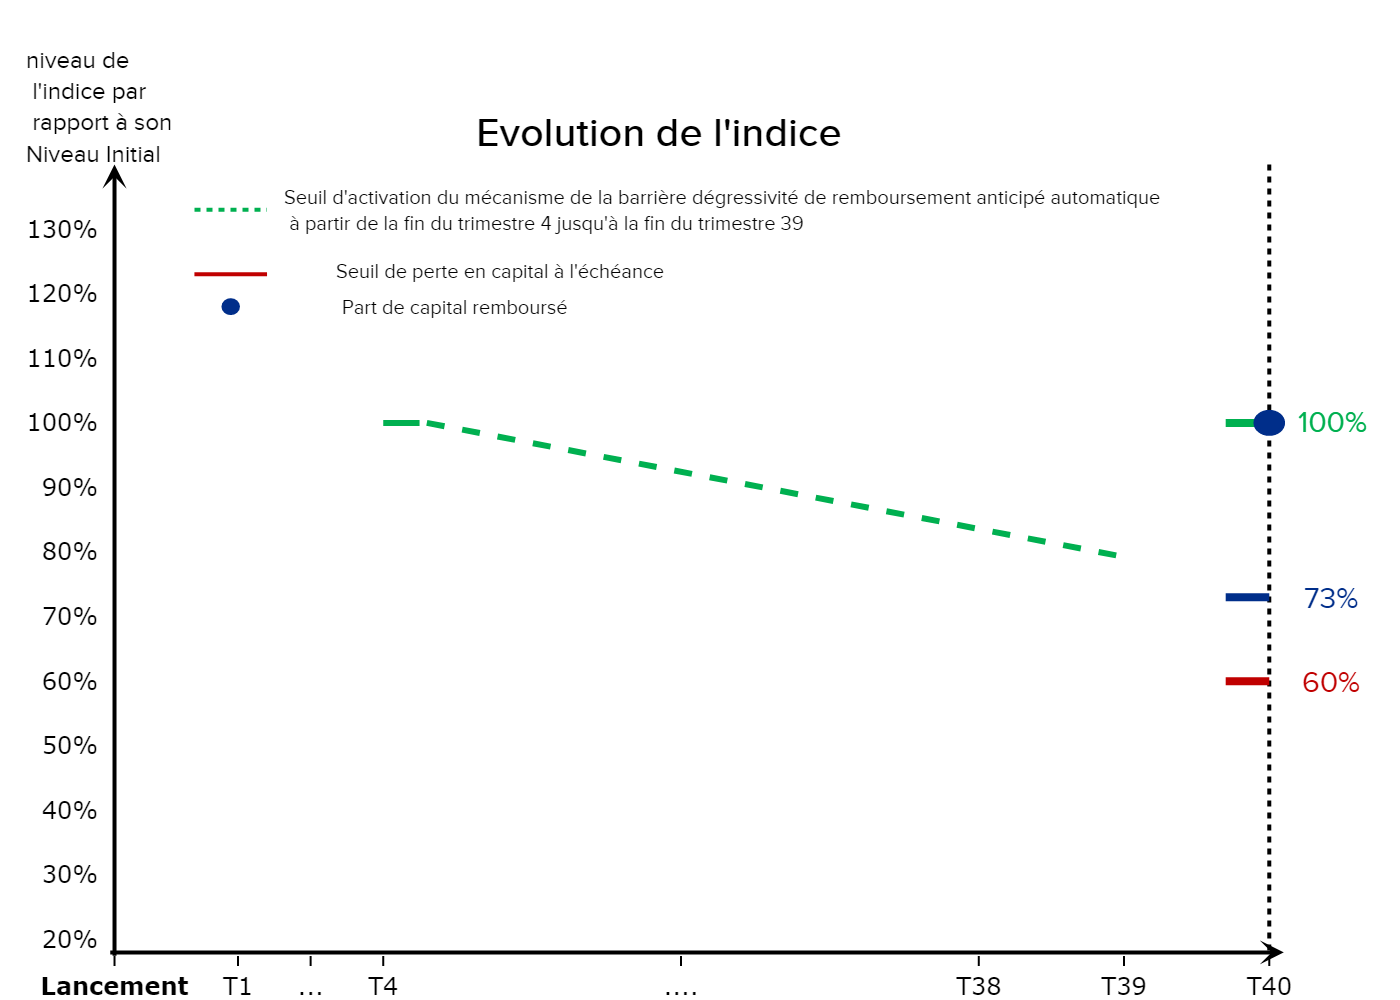 niveau de
l'indice par
rapport à son
Niveau Initial
Evolution de l'indice
Seuil d'activation du mécanisme de la barrière dégressivité de remboursement anticipé automatique
à partir de la fin du trimestre 4 jusqu'à la fin du trimestre 39
Seuil de perte en capital à l'échéance
Part de capital remboursé
130%
120%
110%
100%
90%
80%
70%
60%
50%
40%
30%
20%
100%
73%
60%
Lancement T1 ... T4 .... T38 T39 T40